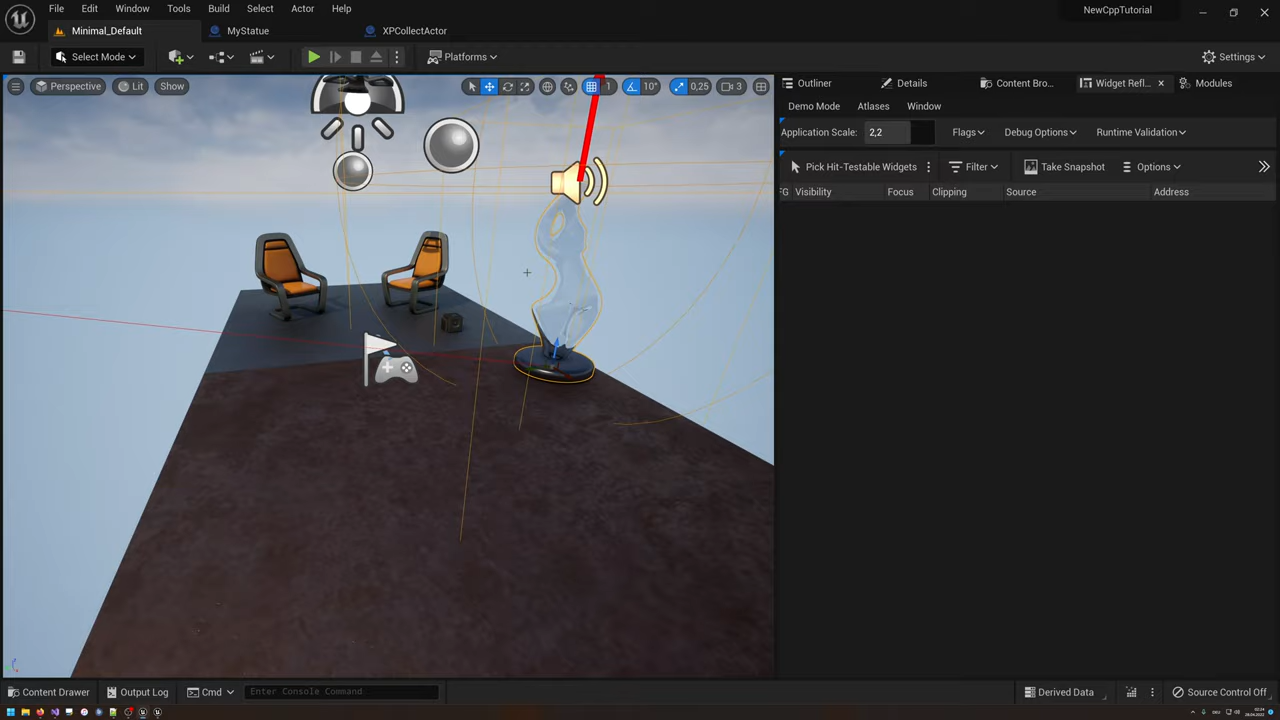 File Edit Window Tools Build Select Actor Help
NewCppTutorial
Minimal_Default MyStatue XPCollectActor
Select Mode Platforms Settings
Perspective Lit Show 1 10° 0,25 3
Outliner Details Content Bro... Widget Refl... Modules
Demo Mode Atlases Window
Application Scale: 2,2 Flags Debug Options Runtime Validation
Pick Hit-Testable Widgets Filter Take Snapshot Options
FG Visibility Focus Clipping Source Address
Content Drawer Output Log Cmd Enter Console Command Derived Data Source Control Off
DEU